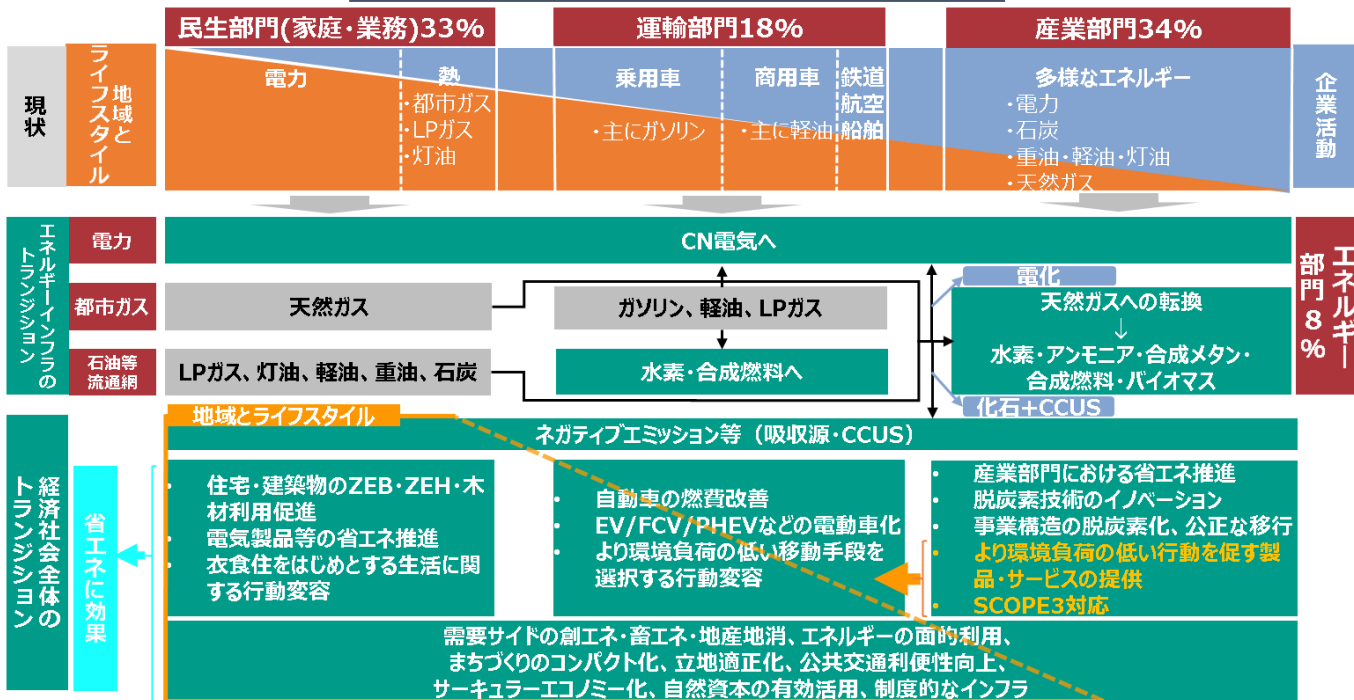 民生部門(家庭・業務)33%
運輸部門18%
産業部門34%
現状
地域と
ライフスタイル
電力
熱
・都市ガス
・LPガス
・灯油
乗用車
・主にガソリン
商用車
・主に軽油
鉄道
航空
船舶
多様なエネルギー
・電力
・石炭
・重油・軽油・灯油
・天然ガス
企業活動
エネルギーインフラの
トランジション
電力
CN電気へ
都市ガス
天然ガス
ガソリン、軽油、LPガス
電化
天然ガスへの転換
↓
水素・アンモニア・合成メタン・
合成燃料・バイオマス
石油等
流通網
LPガス、灯油、軽油、重油、石炭
水素・合成燃料へ
化石+CCUS
エネルギー
部門8%
経済社会全体の
トランジション
省エネに効果
地域とライフスタイル
ネガティブエミッション等（吸収源・CCUS）
• 住宅・建築物のZEB・ZEH・木
材利用促進
• 電気製品等の省エネ推進
• 衣食住をはじめとする生活に関
する行動変容
• 自動車の燃費改善
• EV/FCV/PHEVなどの電動車化
• より環境負荷の低い移動手段を
選択する行動変容
• 産業部門における省エネ推進
• 脱炭素技術のイノベーション
• 事業構造の脱炭素化、公正な移行
• より環境負荷の低い行動を促す製
品・サービスの提供
• SCOPE3対応
需要サイドの創エネ・畜エネ・地産地消、エネルギーの面的利用、
まちづくりのコンパクト化、立地適正化、公共交通利便性向上、
サーキュラーエコノミー化、自然資本の有効活用、制度的なインフラ